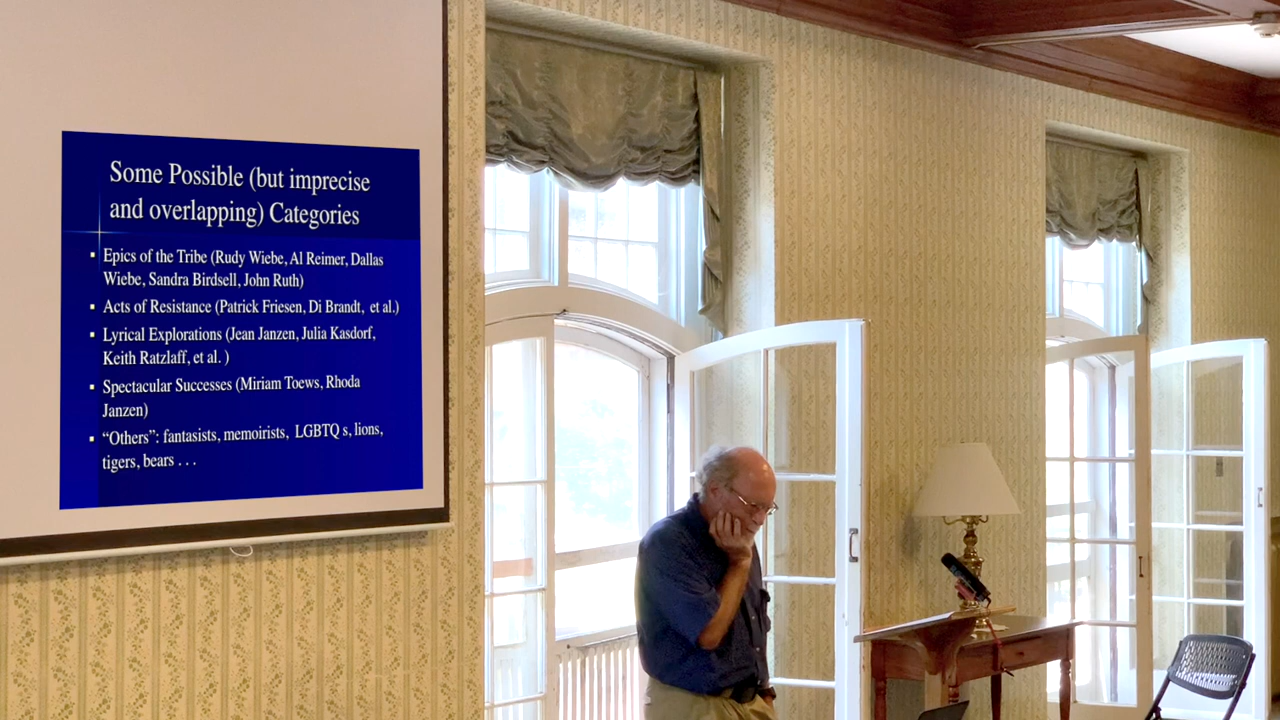 Some Possible (but imprecise
and overlapping) Categories
▪ Epics of the Tribe (Rudy Wiebe, Al Reimer, Dallas
Wiebe, Sandra Birdsell, John Ruth)
▪ Acts of Resistance (Patrick Friesen, Di Brandt, et al.)
▪ Lyrical Explorations (Jean Janzen, Julia Kasdorf,
Keith Ratzlaff, et al. )
▪ Spectacular Successes (Miriam Toews, Rhoda
Janzen)
▪ “Others”: fantasists, memoirists, LGBTQ s, lions,
tigers, bears . . .